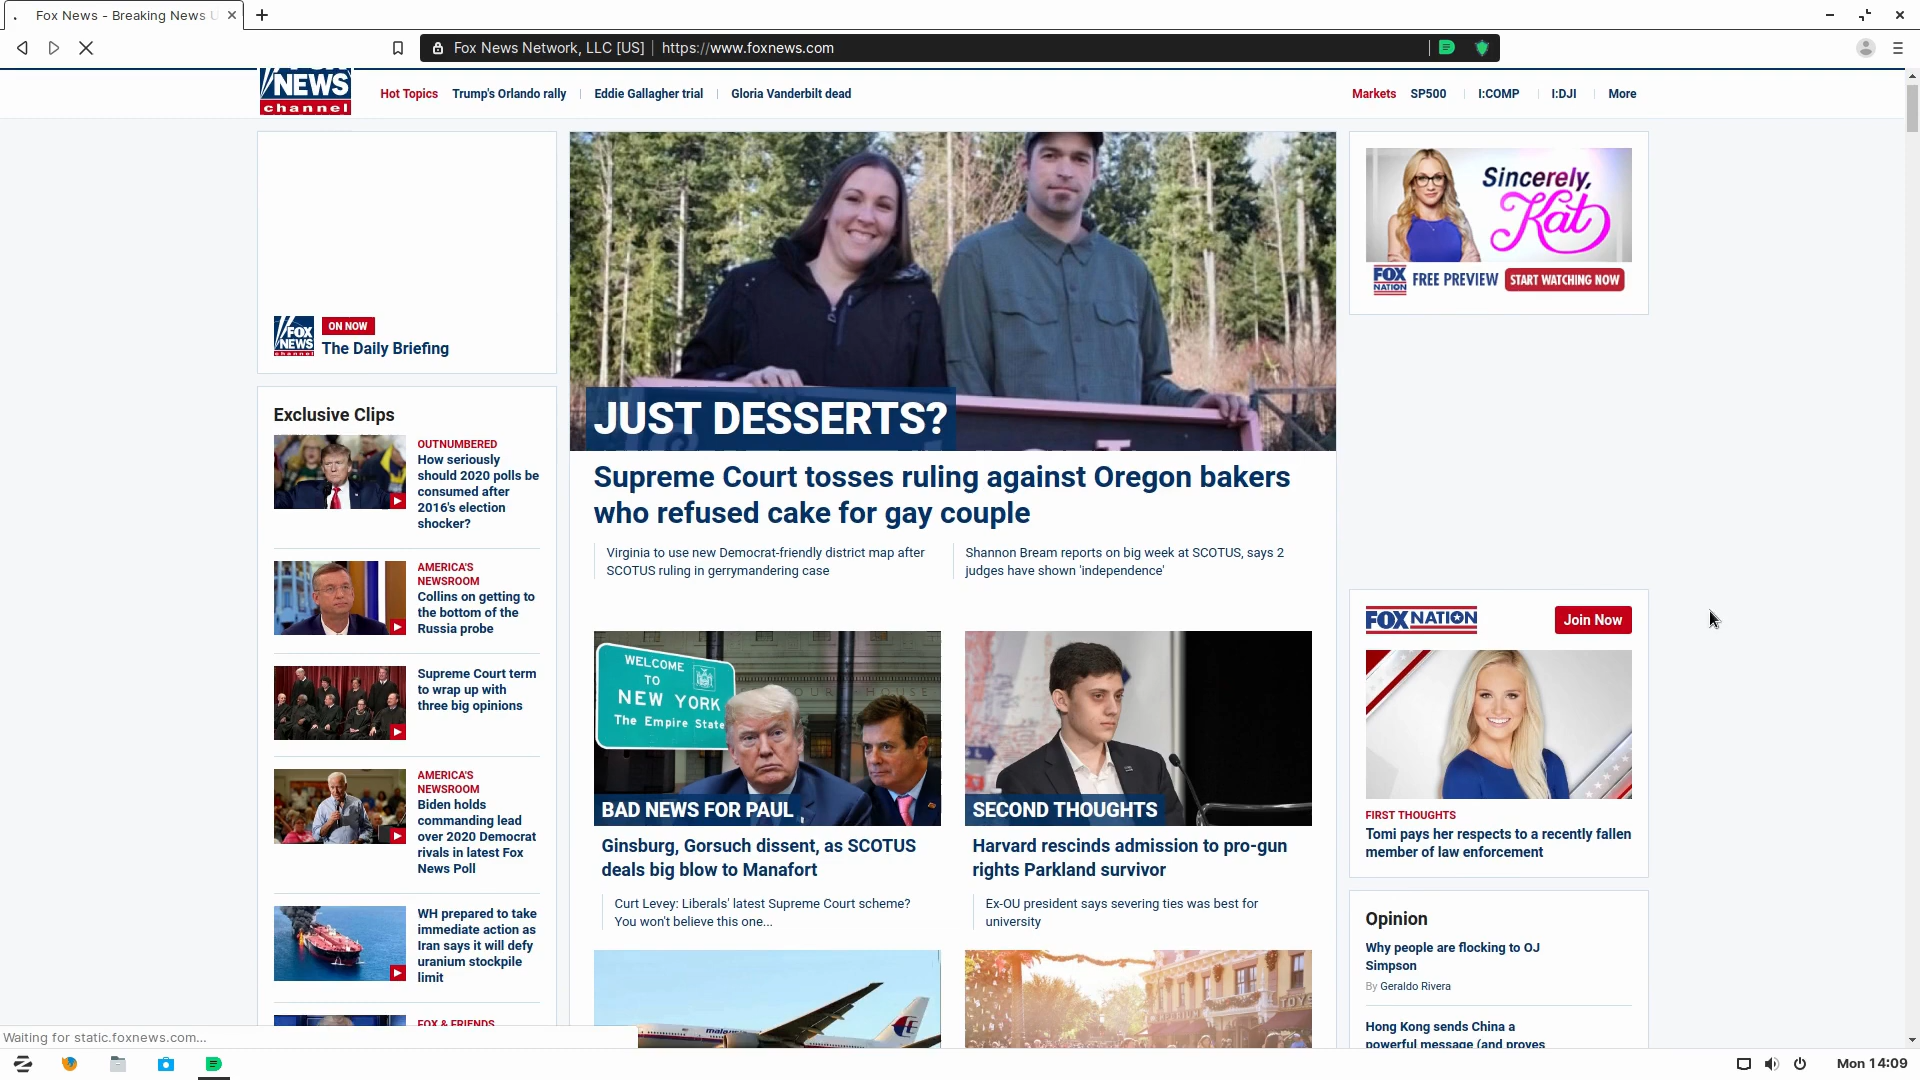 Fox News - Breaking News U
Fox News Network, LLC [US] | https://www.foxnews.com
FOX
NEWS
channel
Hot Topics
Trump's Orlando rally
Eddie Gallagher trial
Gloria Vanderbilt dead
Markets
SP500
I:COMP
I:DJI
More
FOX
NEWS
channel
ON NOW
The Daily Briefing
Exclusive Clips
OUTNUMBERED
How seriously
should 2020 polls be
consumed after
2016's election
shocker?
AMERICA'S
NEWSROOM
Collins on getting to
the bottom of the
Russia probe
Supreme Court term
to wrap up with
three big opinions
AMERICA'S
NEWSROOM
Biden holds
commanding lead
over 2020 Democrat
rivals in latest Fox
News Poll
WH prepared to take
immediate action as
Iran says it will defy
uranium stockpile
limit
FOX & FRIENDS
JUST DESSERTS?
Supreme Court tosses ruling against Oregon bakers
who refused cake for gay couple
Virginia to use new Democrat-friendly district map after
SCOTUS ruling in gerrymandering case
Shannon Bream reports on big week at SCOTUS, says 2
judges have shown 'independence'
WELCOME
TO
NEW YORK
The Empire State
BAD NEWS FOR PAUL
Ginsburg, Gorsuch dissent, as SCOTUS
deals big blow to Manafort
Curt Levey: Liberals' latest Supreme Court scheme?
You won't believe this one...
SECOND THOUGHTS
Harvard rescinds admission to pro-gun
rights Parkland survivor
Ex-OU president says severing ties was best for
university
malaysia
TOYS
Sincerely,
Kat
FOX
NATION
FREE PREVIEW
START WATCHING NOW
FOX NATION
Join Now
FIRST THOUGHTS
Tomi pays her respects to a recently fallen
member of law enforcement
Opinion
Why people are flocking to OJ
Simpson
By Geraldo Rivera
Hong Kong sends China a
powerful message (and proves
Waiting for static.foxnews.com...
Mon 14:09